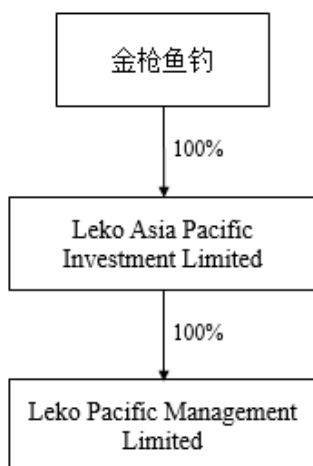 金枪鱼钓
100%
Leko Asia Pacific
Investment Limited
100%
Leko Pacific Management
Limited